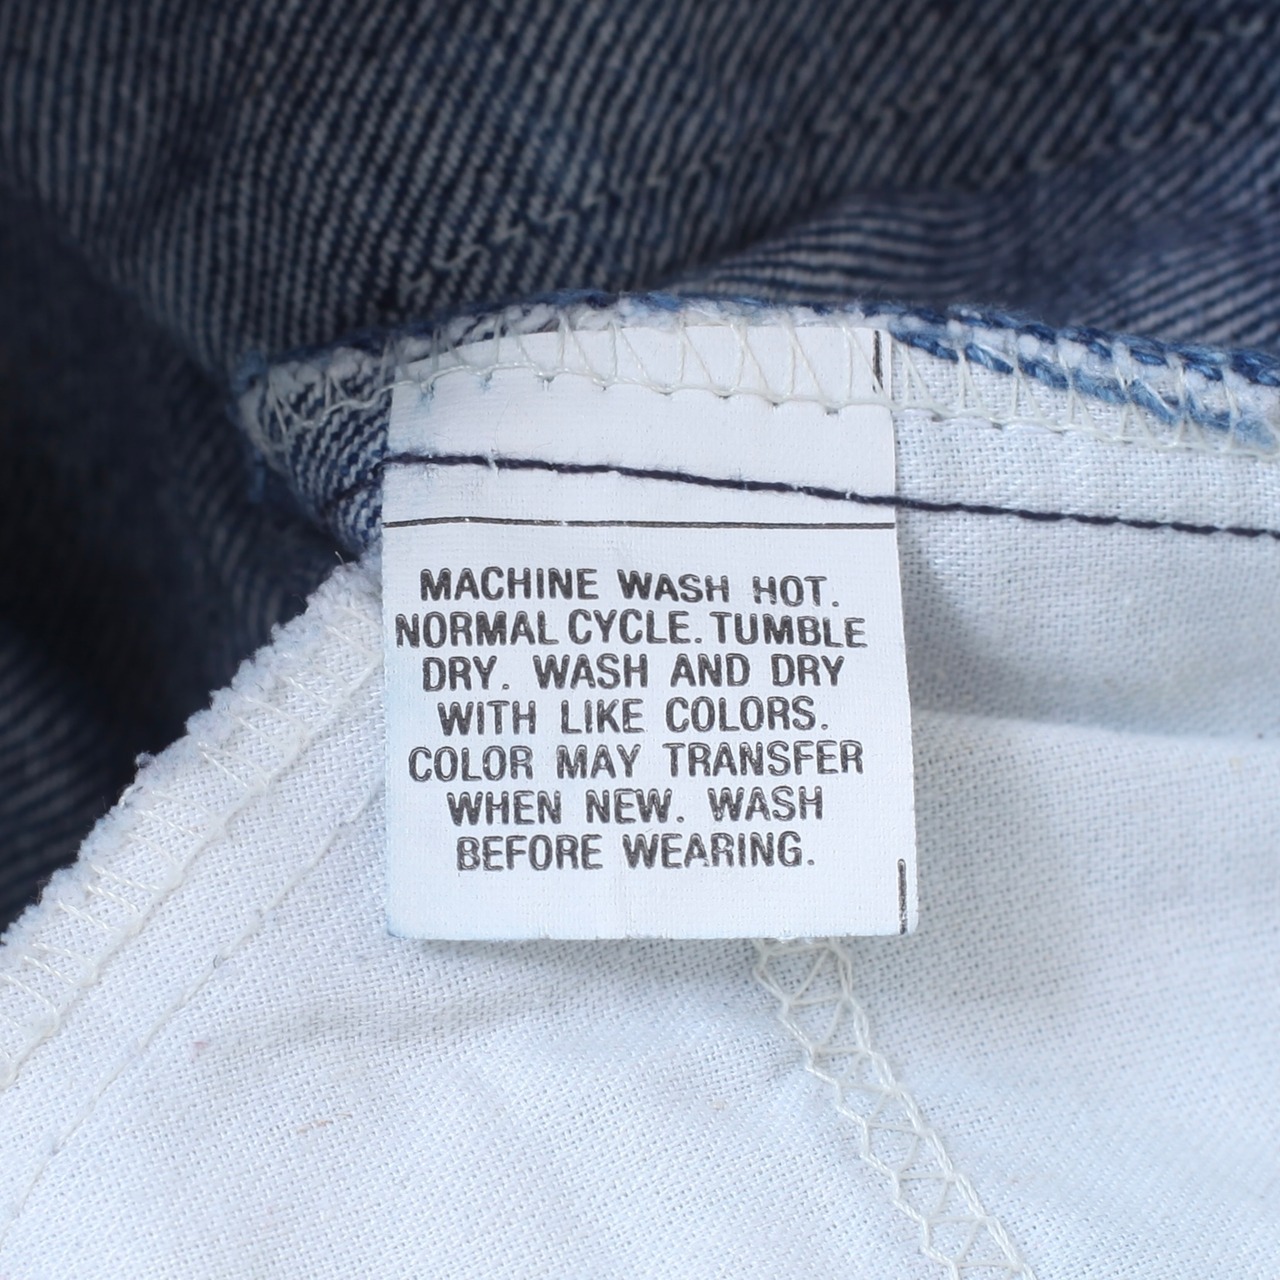 MACHINE WASH HOT.
NORMAL CYCLE. TUMBLE
DRY. WASH AND DRY
WITH LIKE COLORS.
COLOR MAY TRANSFER
WHEN NEW. WASH
BEFORE WEARING.